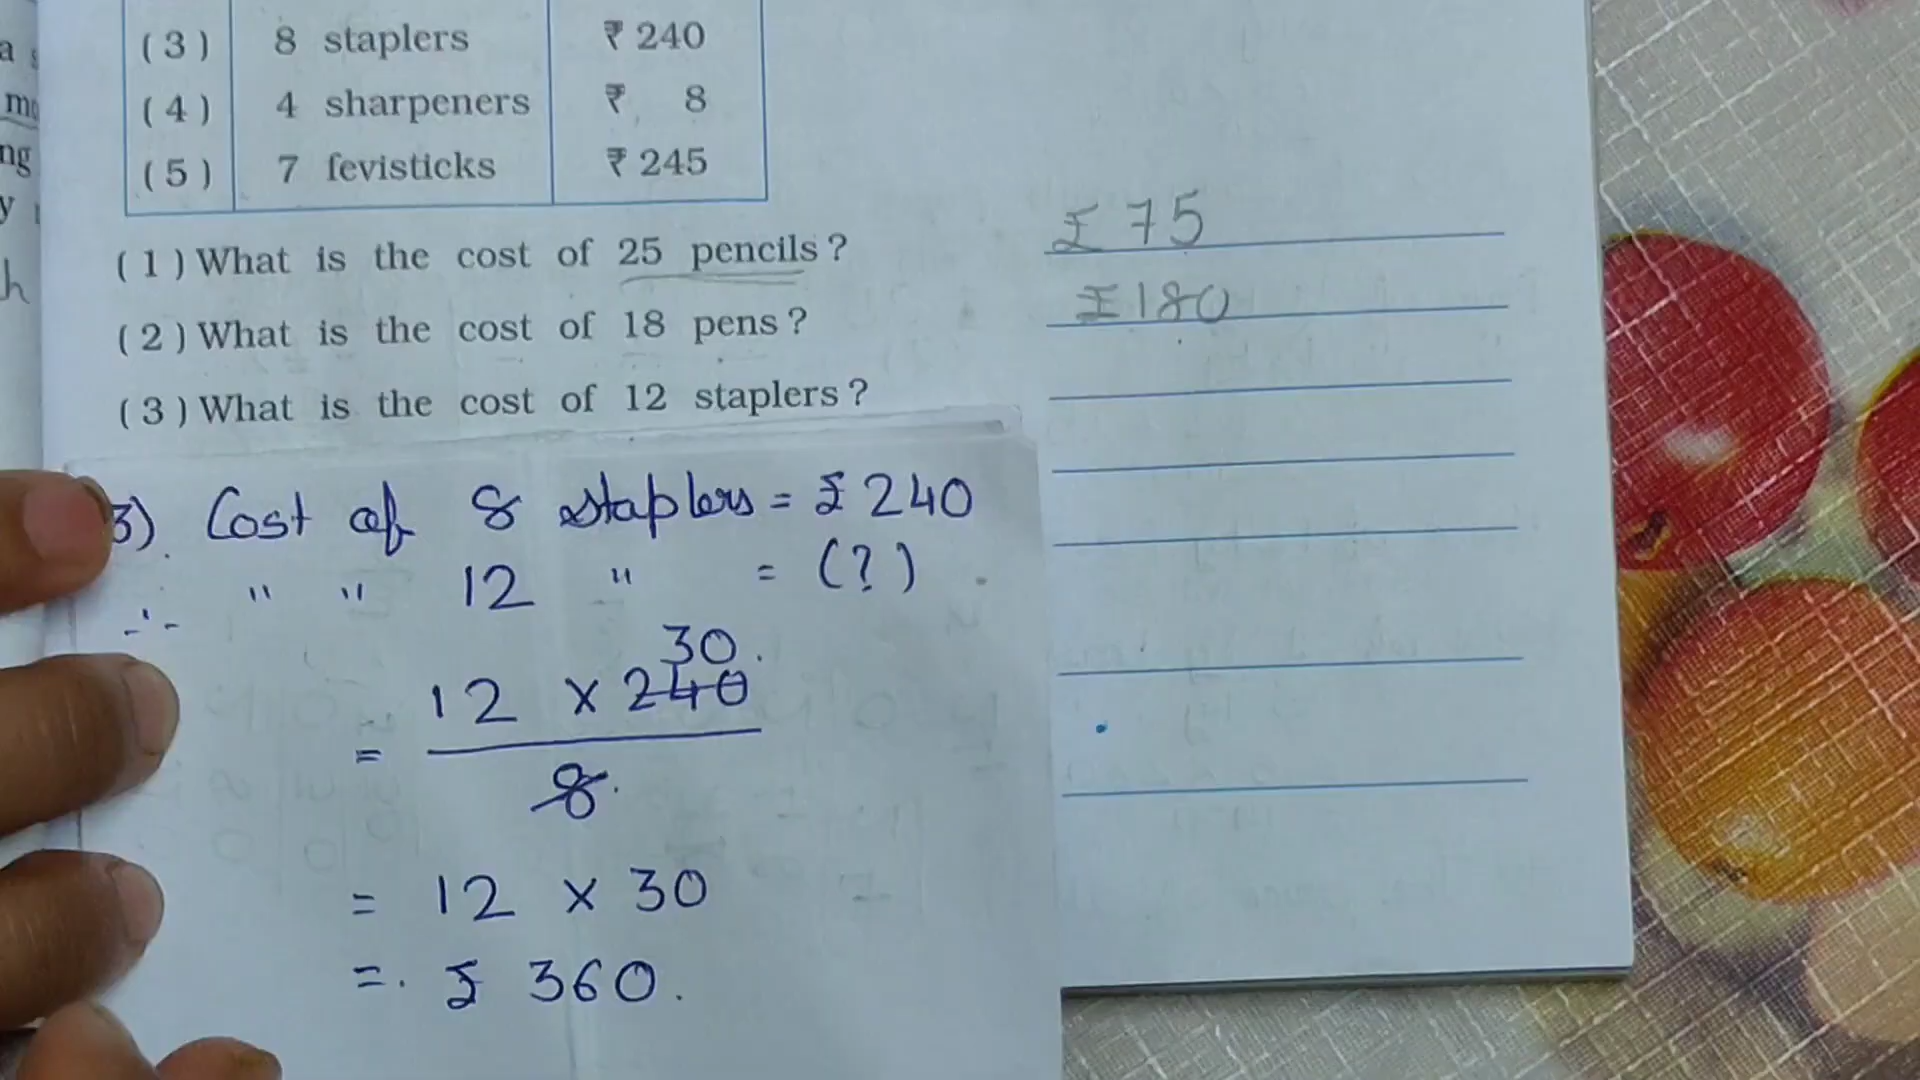 (3) 8 staplers ₹ 240
(4) 4 sharpeners ₹ 8
(5) 7 fevisticks ₹ 245
(1) What is the cost of 25 pencils?
₹ 75
(2) What is the cost of 18 pens?
₹ 180
(3) What is the cost of 12 staplers?
3) Cost of 8 staplers = ₹ 240
∴ " " 12 " = (?)
30
= 12 × 240
8
= 12 × 30
= ₹ 360.